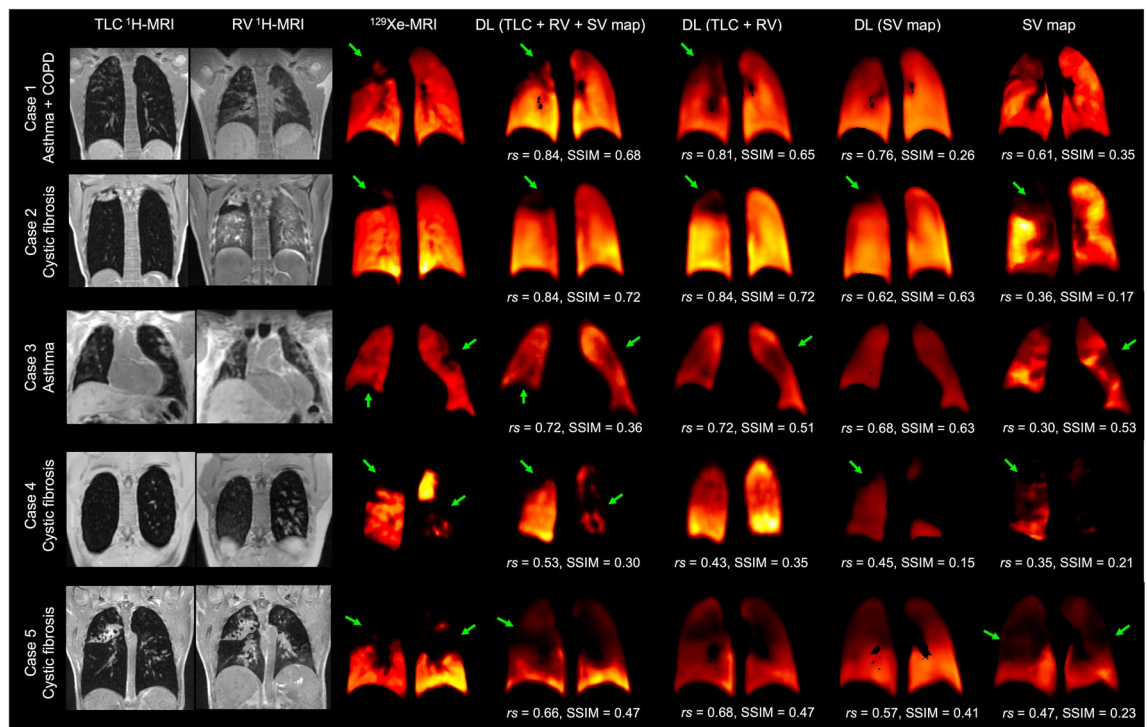 TLC ¹H-MRI RV ¹H-MRI ¹²⁹Xe-MRI DL (TLC + RV + SV map) DL (TLC + RV) DL (SV map) SV map
Case 1
Asthma + COPD
rs = 0.84, SSIM = 0.68 rs = 0.81, SSIM = 0.65 rs = 0.76, SSIM = 0.26 rs = 0.61, SSIM = 0.35
Case 2
Cystic fibrosis
rs = 0.84, SSIM = 0.72 rs = 0.84, SSIM = 0.72 rs = 0.62, SSIM = 0.63 rs = 0.36, SSIM = 0.17
Case 3
Asthma
rs = 0.72, SSIM = 0.36 rs = 0.72, SSIM = 0.51 rs = 0.68, SSIM = 0.63 rs = 0.30, SSIM = 0.53
Case 4
Cystic fibrosis
rs = 0.53, SSIM = 0.30 rs = 0.43, SSIM = 0.35 rs = 0.45, SSIM = 0.15 rs = 0.35, SSIM = 0.21
Case 5
Cystic fibrosis
rs = 0.66, SSIM = 0.47 rs = 0.68, SSIM = 0.47 rs = 0.57, SSIM = 0.41 rs = 0.47, SSIM = 0.23